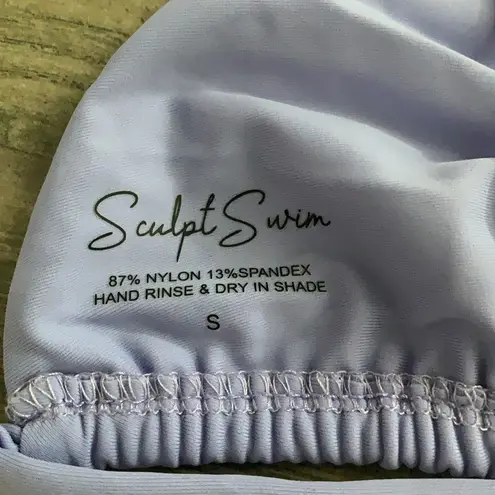 Sculpt Swim
87% NYLON 13%SPANDEX
HAND RINSE & DRY IN SHADE
S